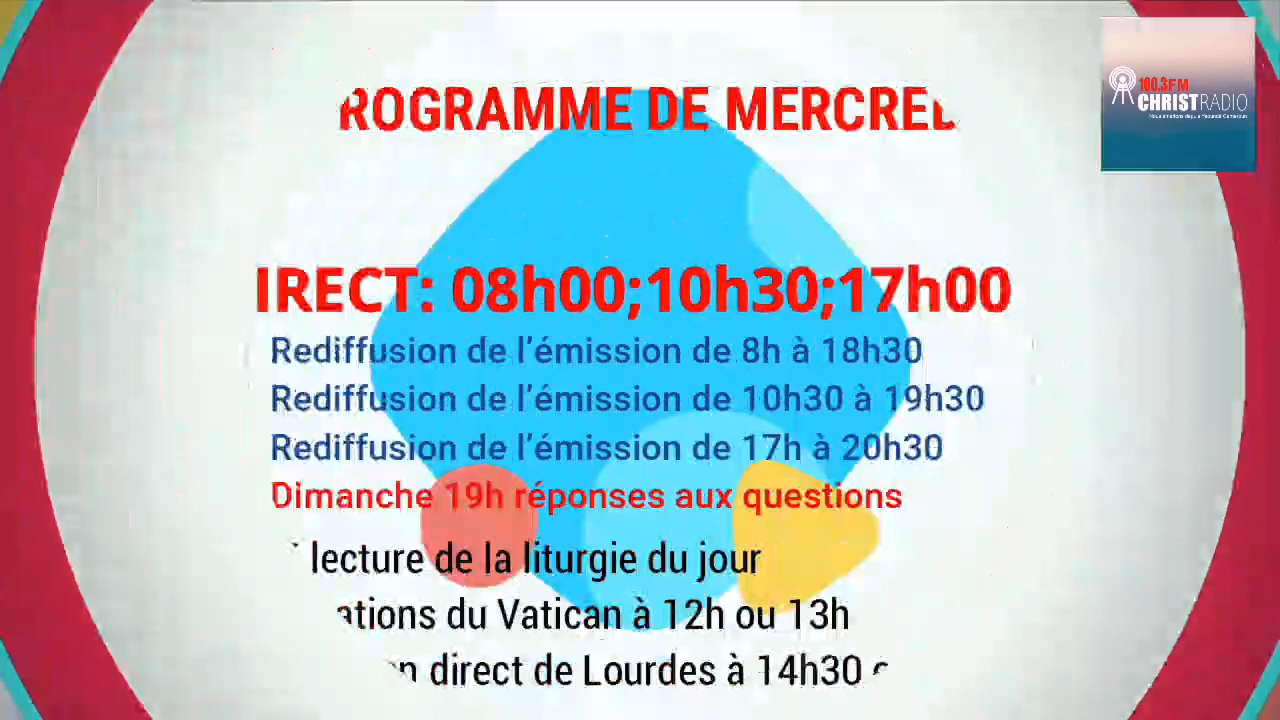 100.3FM
CHRISTRADIO
ROGRAMME DE MERCRED
IRECT: 08h00;10h30;17h00
Rediffusion de l’émission de 8h à 18h30
Rediffusion de l’émission de 10h30 à 19h30
Rediffusion de l’émission de 17h à 20h30
Dimanche 19h réponses aux questions
lecture de la liturgie du jour
ations du Vatican à 12h ou 13h
n direct de Lourdes à 14h30